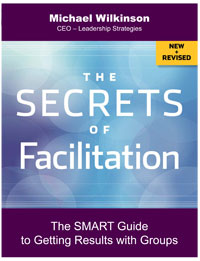 Michael Wilkinson
CEO – Leadership Strategies
NEW +
REVISED
THE
SECRETS
OF
Facilitation
The SMART Guide
to Getting Results with Groups